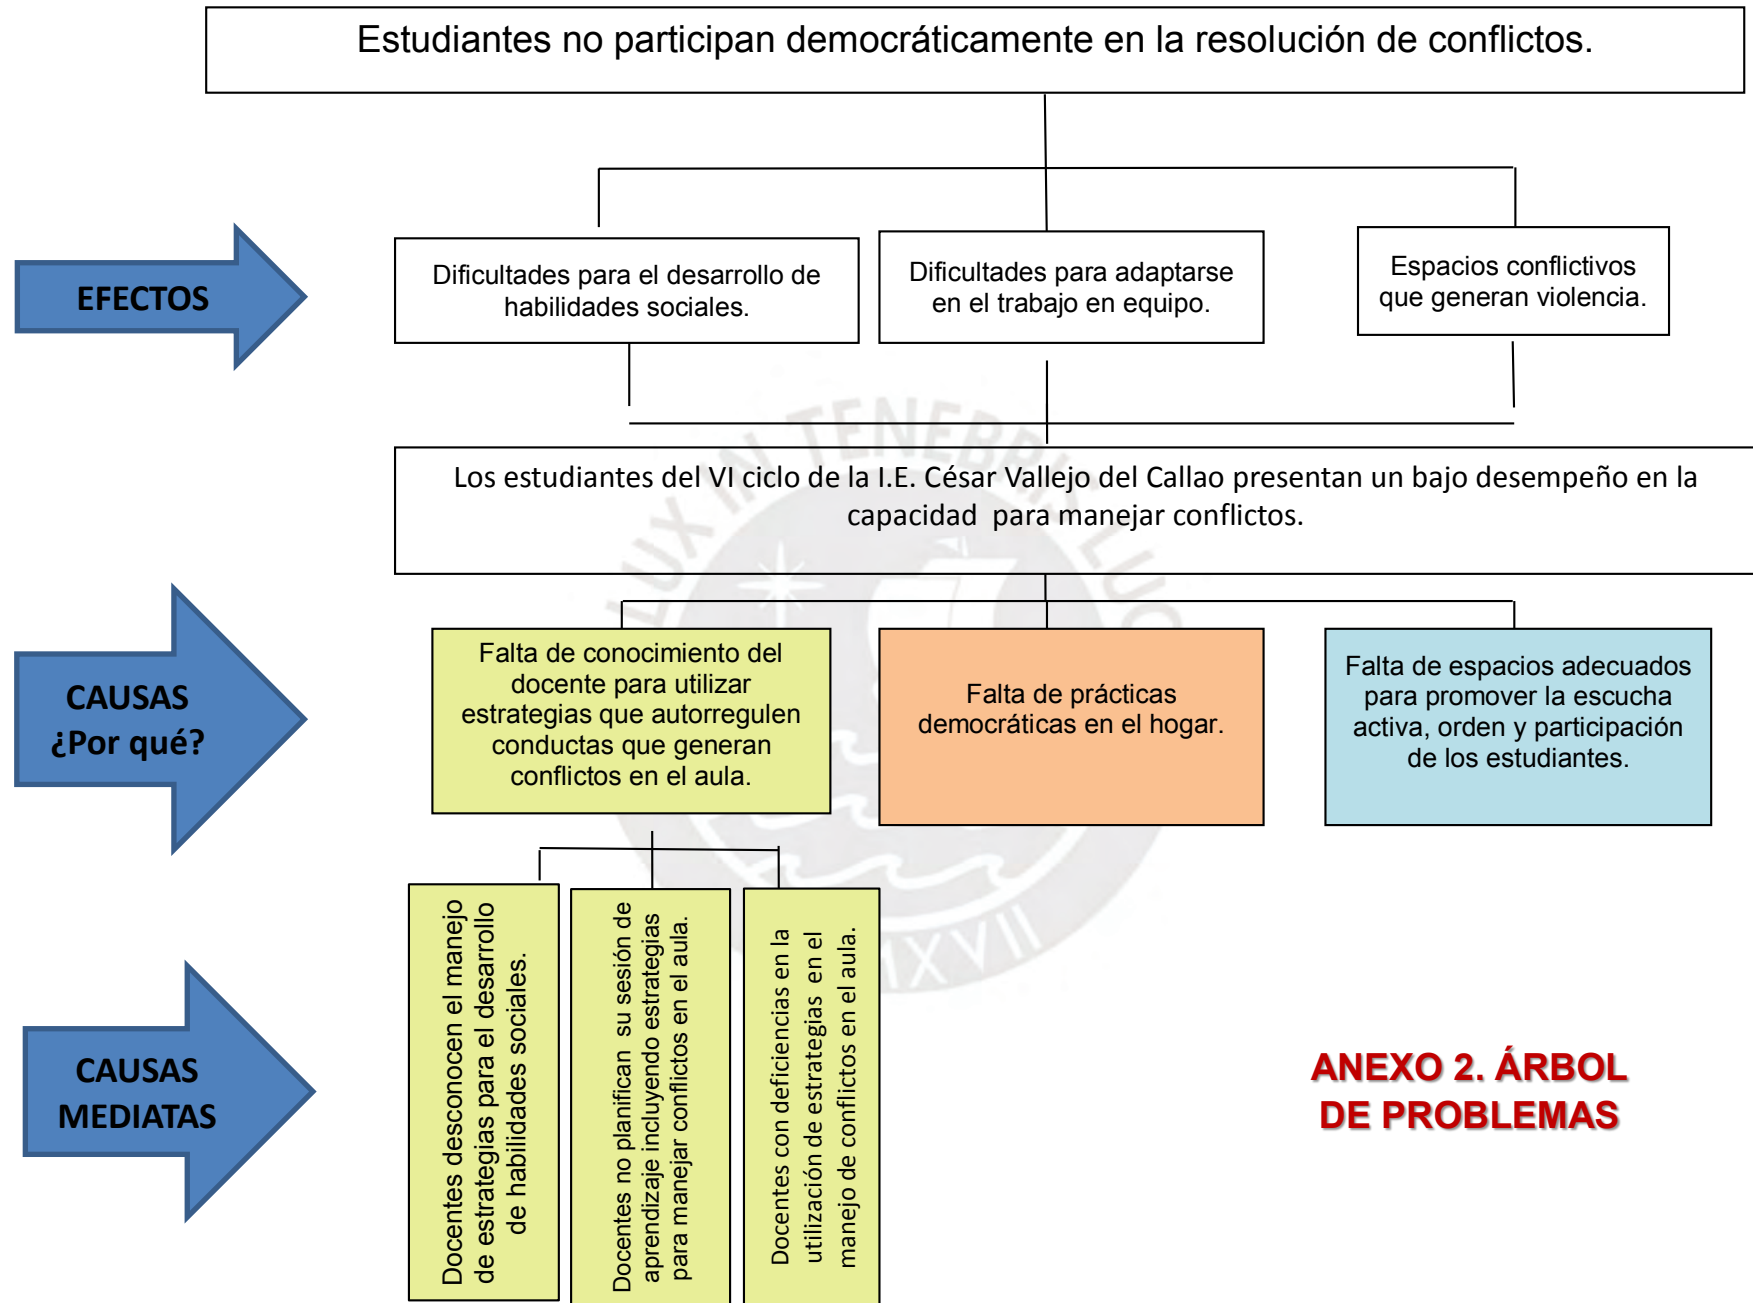 Estudiantes no participan democráticamente en la resolución de conflictos.
EFECTOS
Dificultades para el desarrollo de
habilidades sociales.
Dificultades para adaptarse
en el trabajo en equipo.
Espacios conflictivos
que generan violencia.
Los estudiantes del VI ciclo de la I.E. César Vallejo del Callao presentan un bajo desempeño en la
capacidad para manejar conflictos.
CAUSAS
¿Por qué?
Falta de conocimiento del
docente para utilizar
estrategias que autorregulen
conductas que generan
conflictos en el aula.
Falta de prácticas
democráticas en el hogar.
Falta de espacios adecuados
para promover la escucha
activa, orden y participación
de los estudiantes.
CAUSAS
MEDIATAS
Docentes desconocen el manejo
de estrategias para el desarrollo
de habilidades sociales.
Docentes no planifican su sesión de
aprendizaje incluyendo estrategias
para manejar conflictos en el aula.
Docentes con deficiencias en la
utilización de estrategias en el
manejo de conflictos en el aula.
ANEXO 2. ÁRBOL
DE PROBLEMAS
LUX IN TENEBRIS LUC
MXVII